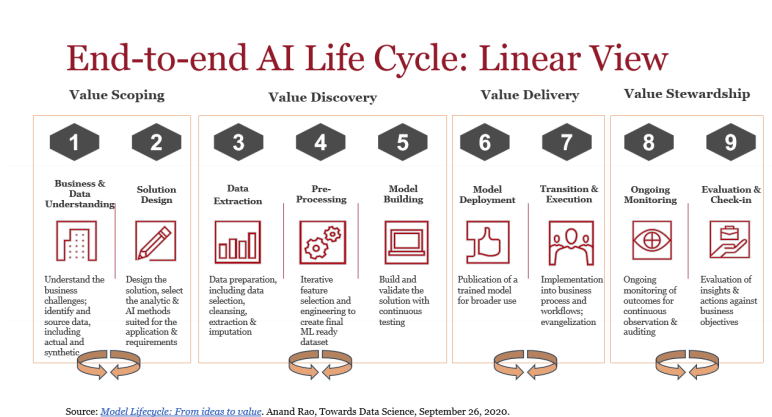 End-to-end AI Life Cycle: Linear View
Value Scoping
Value Discovery
Value Delivery
Value Stewardship
1
2
3
4
5
6
7
8
9
Business &
Data
Understanding
Solution
Design
Data
Extraction
Pre-
Processing
Model
Building
Model
Deployment
Transition &
Execution
Ongoing
Monitoring
Evaluation &
Check-in
Understand the
business
challenges;
identify and
source data,
including
actual and
synthetic
Design the
solution, select
the analytic &
AI methods
suited for the
application &
requirements
Data preparation,
including data
selection,
cleansing,
extraction &
imputation
Iterative
feature
selection and
engineering to
create final
ML ready
dataset
Build and
validate the
solution with
continuous
testing
Publication of a
trained model
for broader use
Implementation
into business
process and
workflows;
evangelization
Ongoing
monitoring of
outcomes for
continuous
observation &
auditing
Evaluation of
insights &
actions against
business
objectives
Source: Model Lifecycle: From ideas to value. Anand Rao, Towards Data Science, September 26, 2020.